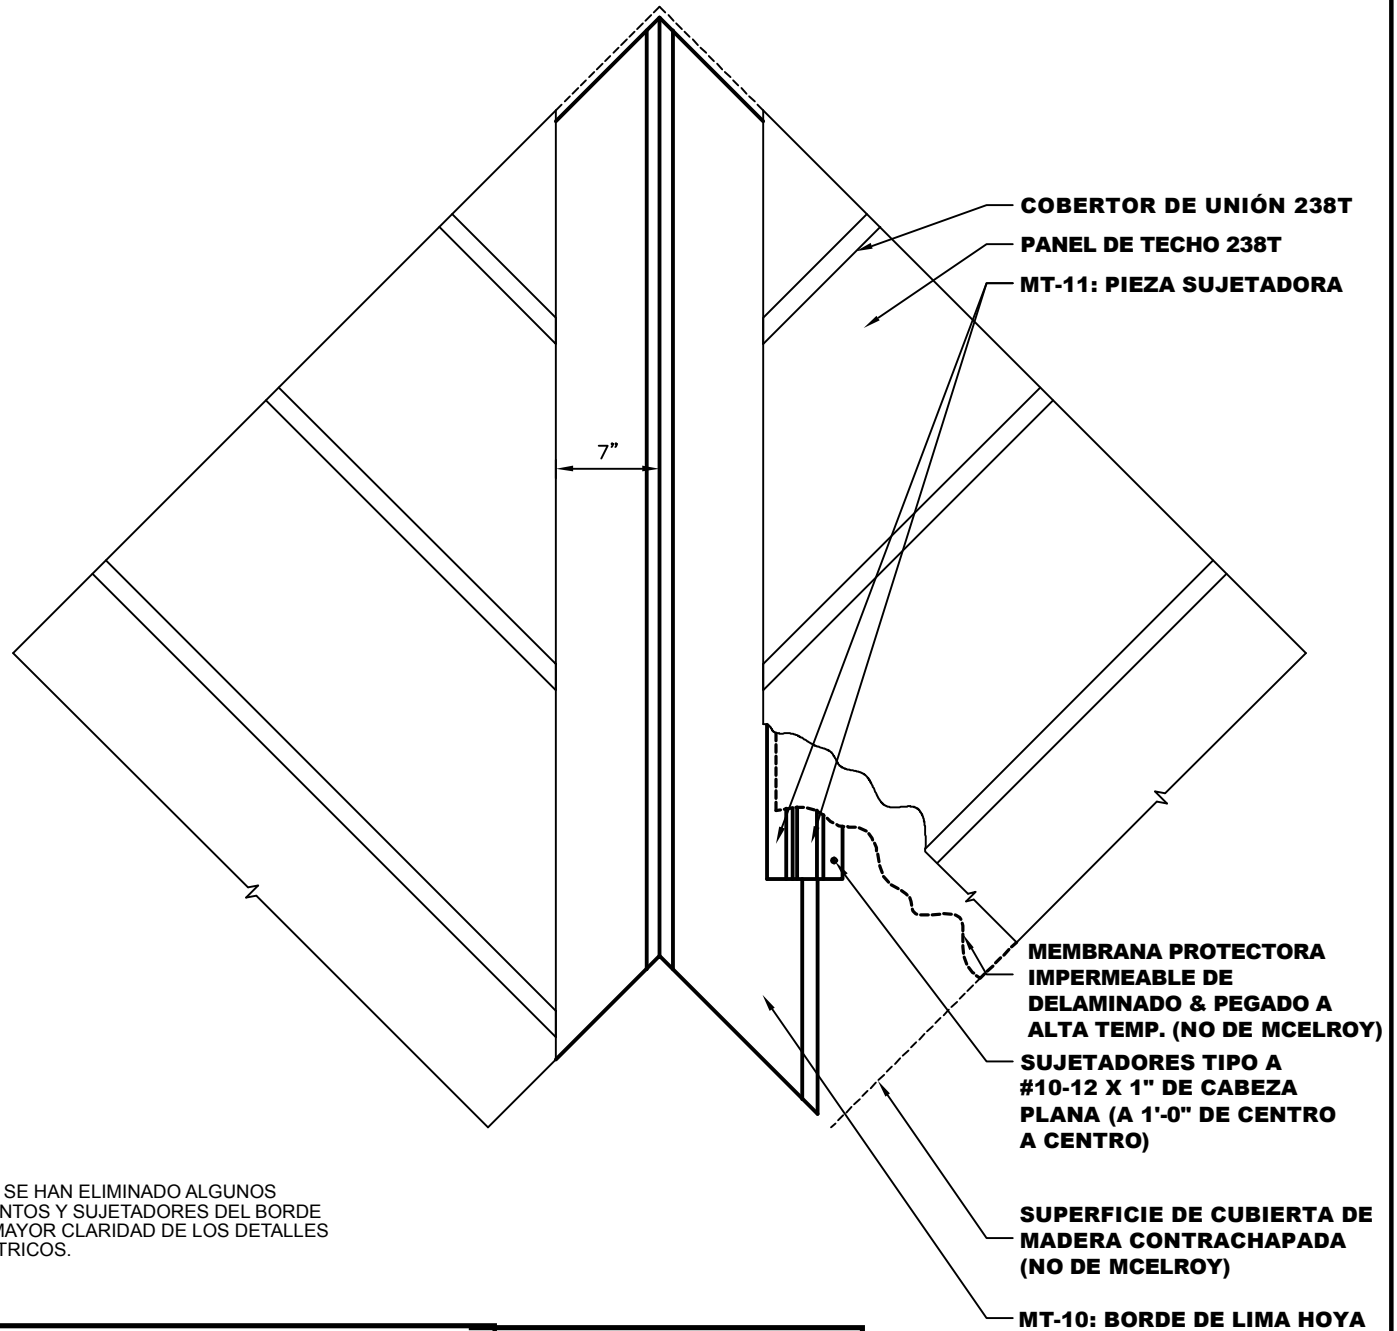 COBERTOR DE UNIÓN 238T
PANEL DE TECHO 238T
MT-11: PIEZA SUJETADORA
7"
MEMBRANA PROTECTORA
IMPERMEABLE DE
DELAMINADO & PEGADO A
ALTA TEMP. (NO DE MCELROY)
SUJETADORES TIPO A
#10-12 X 1" DE CABEZA
PLANA (A 1'-0" DE CENTRO
A CENTRO)
SUPERFICIE DE CUBIERTA DE
MADERA CONTRACHAPADA
(NO DE MCELROY)
MT-10: BORDE DE LIMA HOYA
SE HAN ELIMINADO ALGUNOS
NTOS Y SUJETADORES DEL BORDE
MAYOR CLARIDAD DE LOS DETALLES
TRICOS.